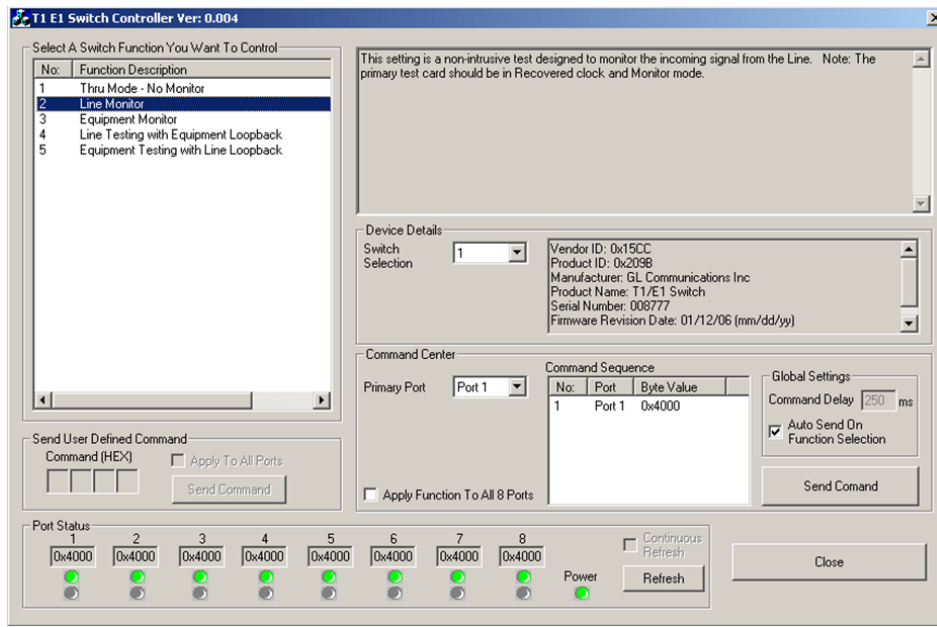 T1 E1 Switch Controller Ver: 0.004
Select A Switch Function You Want To Control
No: Function Description
1 Thru Mode - No Monitor
2 Line Monitor
3 Equipment Monitor
4 Line Testing with Equipment Loopback
5 Equipment Testing with Line Loopback
This setting is a non-intrusive test designed to monitor the incoming signal from the Line. Note: The
primary test card should be in Recovered clock and Monitor mode.
Device Details
Switch
Selection
1
Vendor ID: 0x15CC
Product ID: 0x209B
Manufacturer: GL Communications Inc
Product Name: T1/E1 Switch
Serial Number: 008777
Firmware Revision Date: 01/12/06 (mm/dd/yy)
Command Center
Primary Port
Port 1
Command Sequence
No: Port Byte Value
1 Port 1 0x4000
Global Settings
Command Delay 250 ms
Auto Send On
Function Selection
Apply Function To All 8 Ports
Send Comand
Send User Defined Command
Command (HEX)
Apply To All Ports
Send Command
Port Status
1 2 3 4 5 6 7 8
0x4000 0x4000 0x4000 0x4000 0x4000 0x4000 0x4000 0x4000
Power
Continuous
Refresh
Refresh
Close